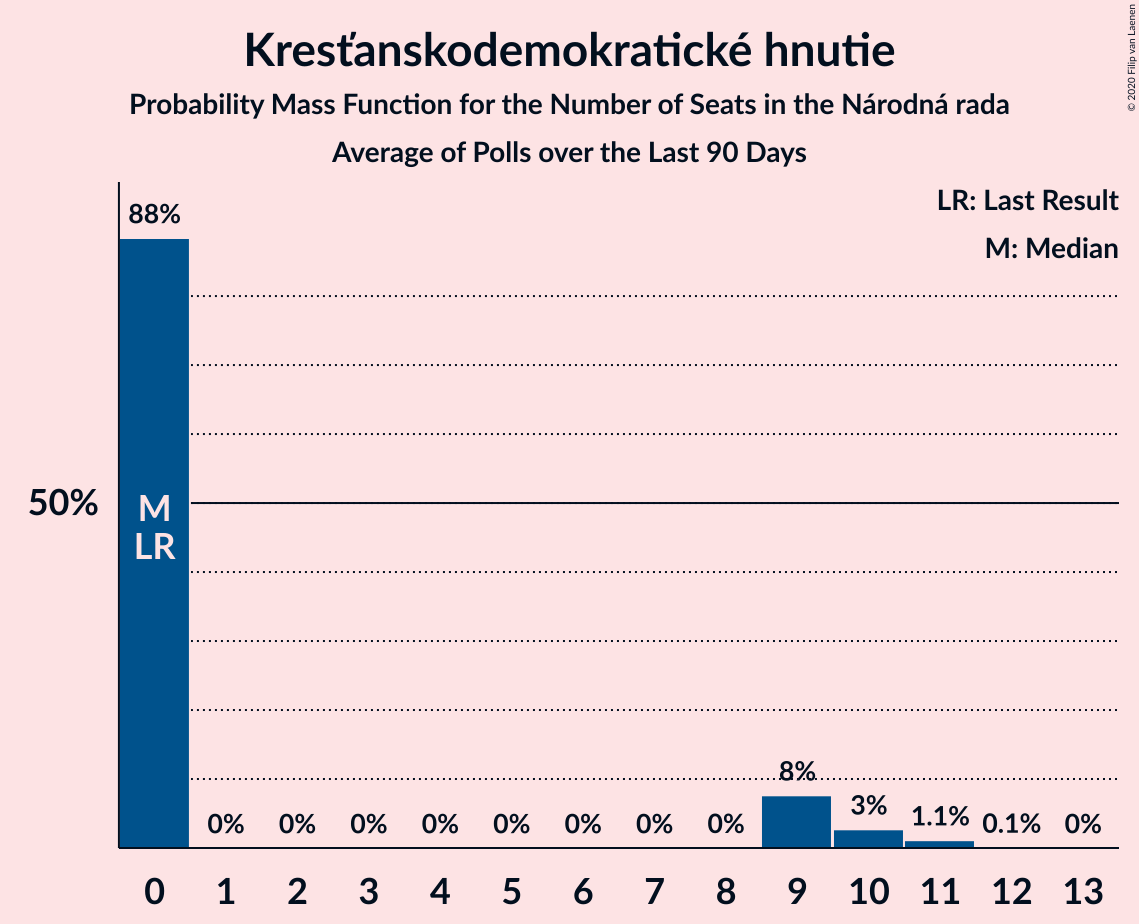 Kresťanskodemokratické hnutie
Probability Mass Function for the Number of Seats in the Národná rada
Average of Polls over the Last 90 Days
© 2020 Filip van Laenen
LR: Last Result
M: Median
88%
50%
M
LR
0% 0% 0% 0% 0% 0% 0% 0% 8% 3% 1.1% 0.1% 0%
0 1 2 3 4 5 6 7 8 9 10 11 12 13